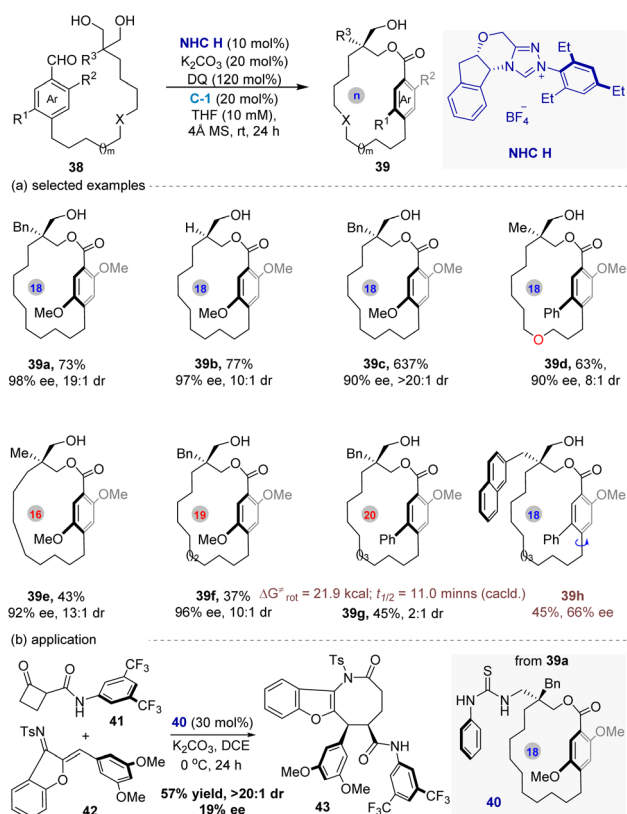 HO OH
R³
CHO
R²
Ar
R¹
X
( )m
38
NHC H (10 mol%)
K₂CO₃ (20 mol%)
DQ (120 mol%)
C-1 (20 mol%)
THF (10 mM),
4Å MS, rt, 24 h
R³ OH
O O
R²
n
Ar
X R¹
( )m
39
O
N
N
N
+
Et
Et
Et
BF₄⁻
NHC H
(a) selected examples
Bn OH
O O
OMe
18
MeO
39a, 73%
98% ee, 19:1 dr
H OH
O O
OMe
18
MeO
39b, 77%
97% ee, 10:1 dr
OH
O O
OMe
18
MeO
39c, 637%
90% ee, >20:1 dr
Me OH
O O
OMe
18
Ph
O
39d, 63%,
90% ee, 8:1 dr
Me OH
O O
OMe
16
MeO
39e, 43%
92% ee, 13:1 dr
Bn OH
O O
OMe
19
MeO
( )2
39f, 37%
96% ee, 10:1 dr
Bn OH
O O
OMe
20
Ph
( )3
ΔG≠rot = 21.9 kcal; t1/2 = 11.0 minns (cacld.)
39g, 45%, 2:1 dr
OH
O O
OMe
18
Ph
( )3
39h
45%, 66% ee
(b) application
O
O
N
H
CF₃
CF₃
41
+
TsN
O
OMe
OMe
42
40 (30 mol%)
K₂CO₃, DCE
0 °C, 24 h
57% yield, >20:1 dr
19% ee
Ts
N
O
O
NH
O
MeO
OMe
CF₃
F₃C
43
from 39a
S
HN NH
Bn
O O
OMe
18
MeO
40